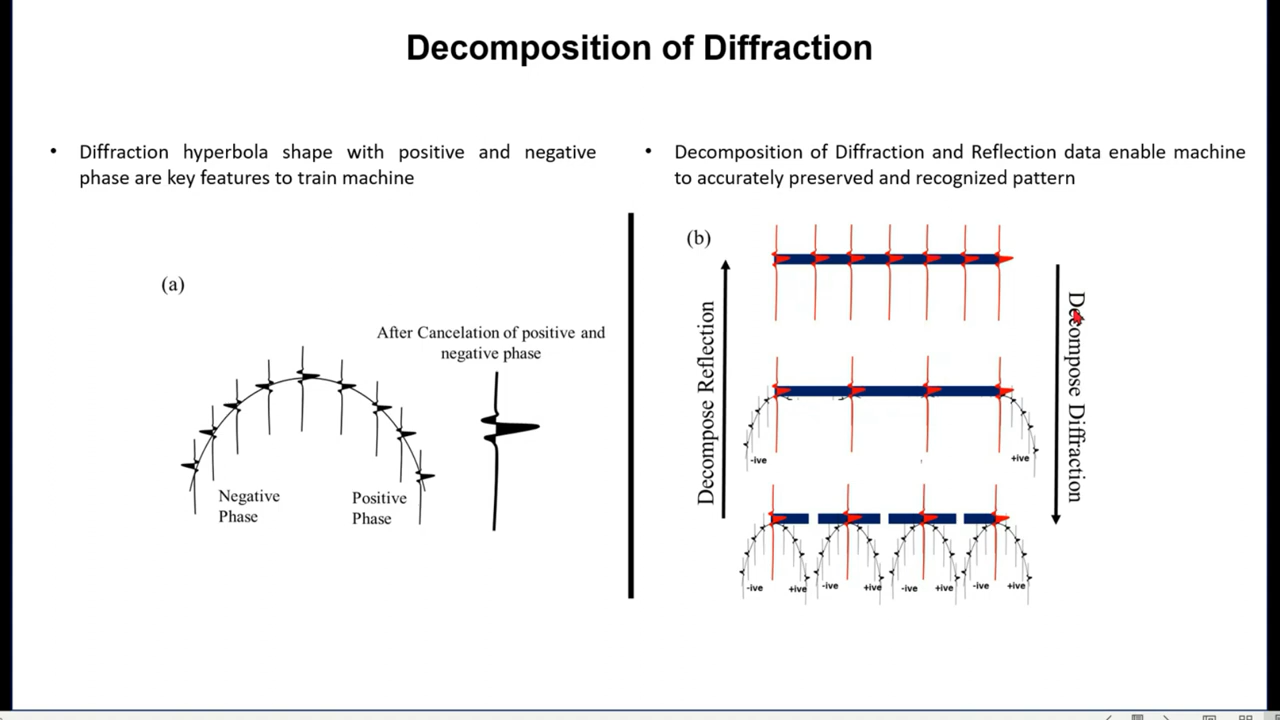 Decomposition of Diffraction
• Diffraction hyperbola shape with positive and negative
phase are key features to train machine
(a)
After Cancelation of positive and
negative phase
Negative
Phase
Positive
Phase
• Decomposition of Diffraction and Reflection data enable machine
to accurately preserved and recognized pattern
(b)
Decompose Reflection
Decompose Diffraction
-ive
+ive
-ive
+ive
-ive
+ive
-ive
+ive
-ive
+ive